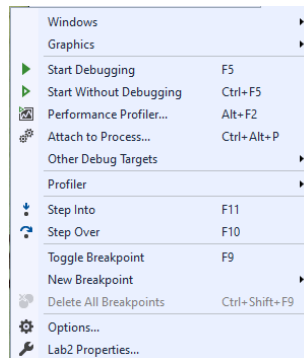 Windows
Graphics
Start Debugging F5
Start Without Debugging Ctrl+F5
Performance Profiler... Alt+F2
Attach to Process... Ctrl+Alt+P
Other Debug Targets
Profiler
Step Into F11
Step Over F10
Toggle Breakpoint F9
New Breakpoint
Delete All Breakpoints Ctrl+Shift+F9
Options...
Lab2 Properties...